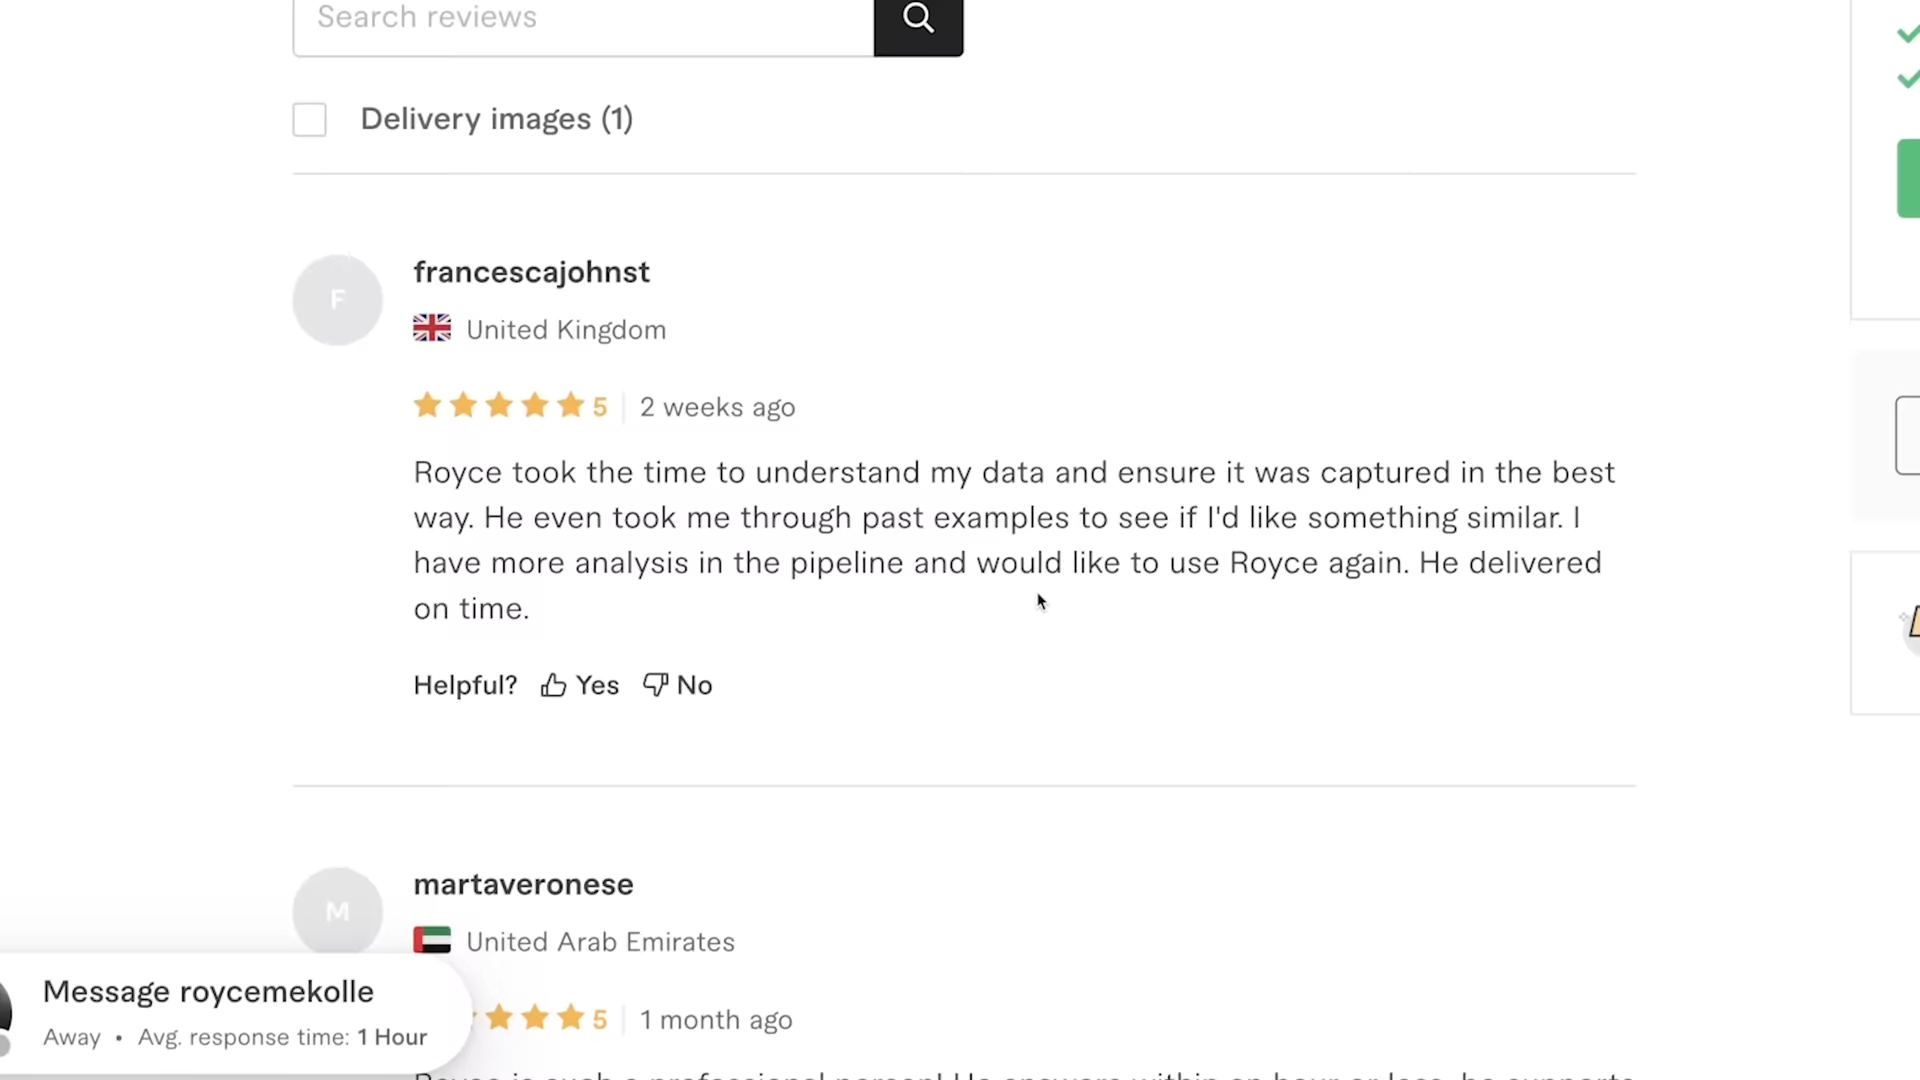 Search reviews
Delivery images (1)
F
francescajohnst
United Kingdom
5 | 2 weeks ago
Royce took the time to understand my data and ensure it was captured in the best
way. He even took me through past examples to see if I'd like something similar. I
have more analysis in the pipeline and would like to use Royce again. He delivered
on time.
Helpful? Yes No
M
martaveronese
United Arab Emirates
5 | 1 month ago
Message roycemekolle
Away • Avg. response time: 1 Hour